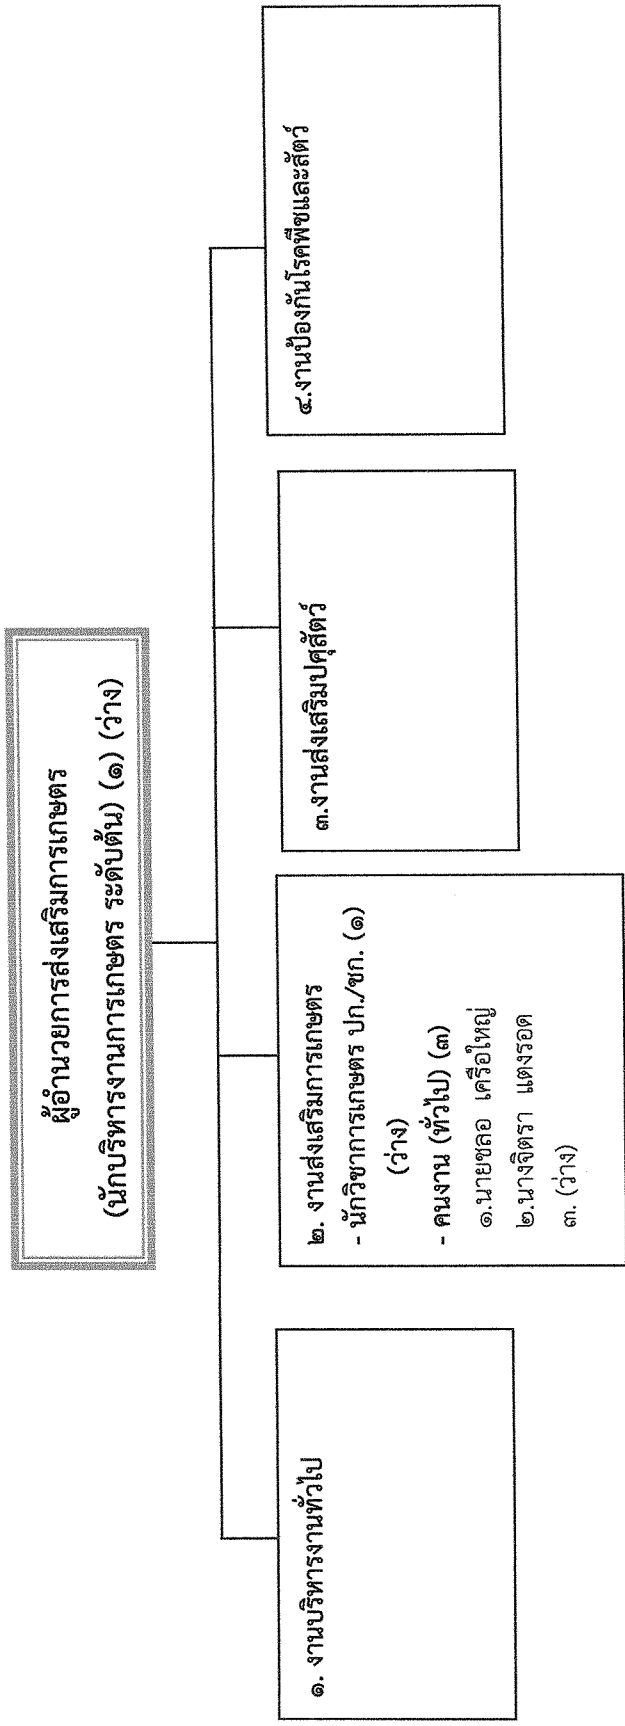 ผู้อำนวยการส่งเสริมการเกษตร
(นักบริหารงานการเกษตร ระดับต้น) (๑) (ว่าง)
๑. งานบริหารงานทั่วไป
๒. งานส่งเสริมการเกษตร
- นักวิชาการเกษตร ปก./ชก. (๑)
(ว่าง)
- คนงาน (ทั่วไป) (๓)
๑.นายชลอ เครือใหญ่
๒.นางจิตรา แตงรอด
๓. (ว่าง)
๓.งานส่งเสริมปศุสัตว์
๔.งานป้องกันโรคพืชและสัตว์